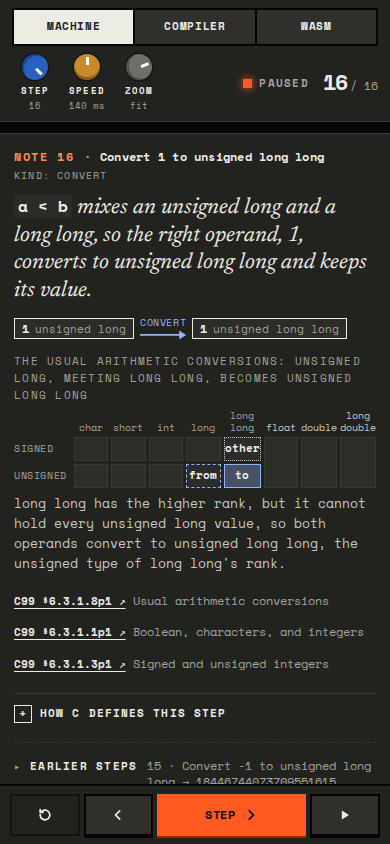 MACHINE COMPILER WASM
STEP SPEED ZOOM
16 140 ms fit
PAUSED 16 / 16
NOTE 16 · Convert 1 to unsigned long long
KIND: CONVERT
a < b mixes an unsigned long and a
long long, so the right operand, 1,
converts to unsigned long long and keeps
its value.
1 unsigned long CONVERT 1 unsigned long long
THE USUAL ARITHMETIC CONVERSIONS: UNSIGNED
LONG, MEETING LONG LONG, BECOMES UNSIGNED
LONG LONG
char short int long long long float double long double
SIGNED other
UNSIGNED from to
long long has the higher rank, but it cannot
hold every unsigned long value, so both
operands convert to unsigned long long, the
unsigned type of long long's rank.
C99 §6.3.1.8p1 ↗ Usual arithmetic conversions
C99 §6.3.1.1p1 ↗ Boolean, characters, and integers
C99 §6.3.1.3p1 ↗ Signed and unsigned integers
+ HOW C DEFINES THIS STEP
▸ EARLIER STEPS 15 · Convert -1 to unsigned long
long → 18446744073709551615
STEP